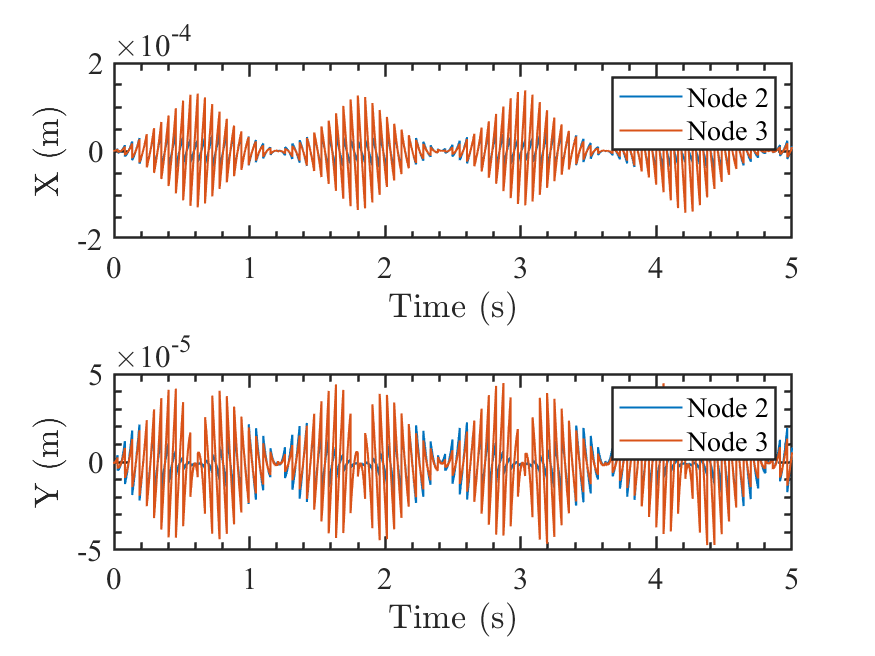 ×10-4
2
0
-2
X (m)
Node 2
Node 3
0 1 2 3 4 5
Time (s)
×10-5
5
0
-5
Y (m)
Node 2
Node 3
0 1 2 3 4 5
Time (s)